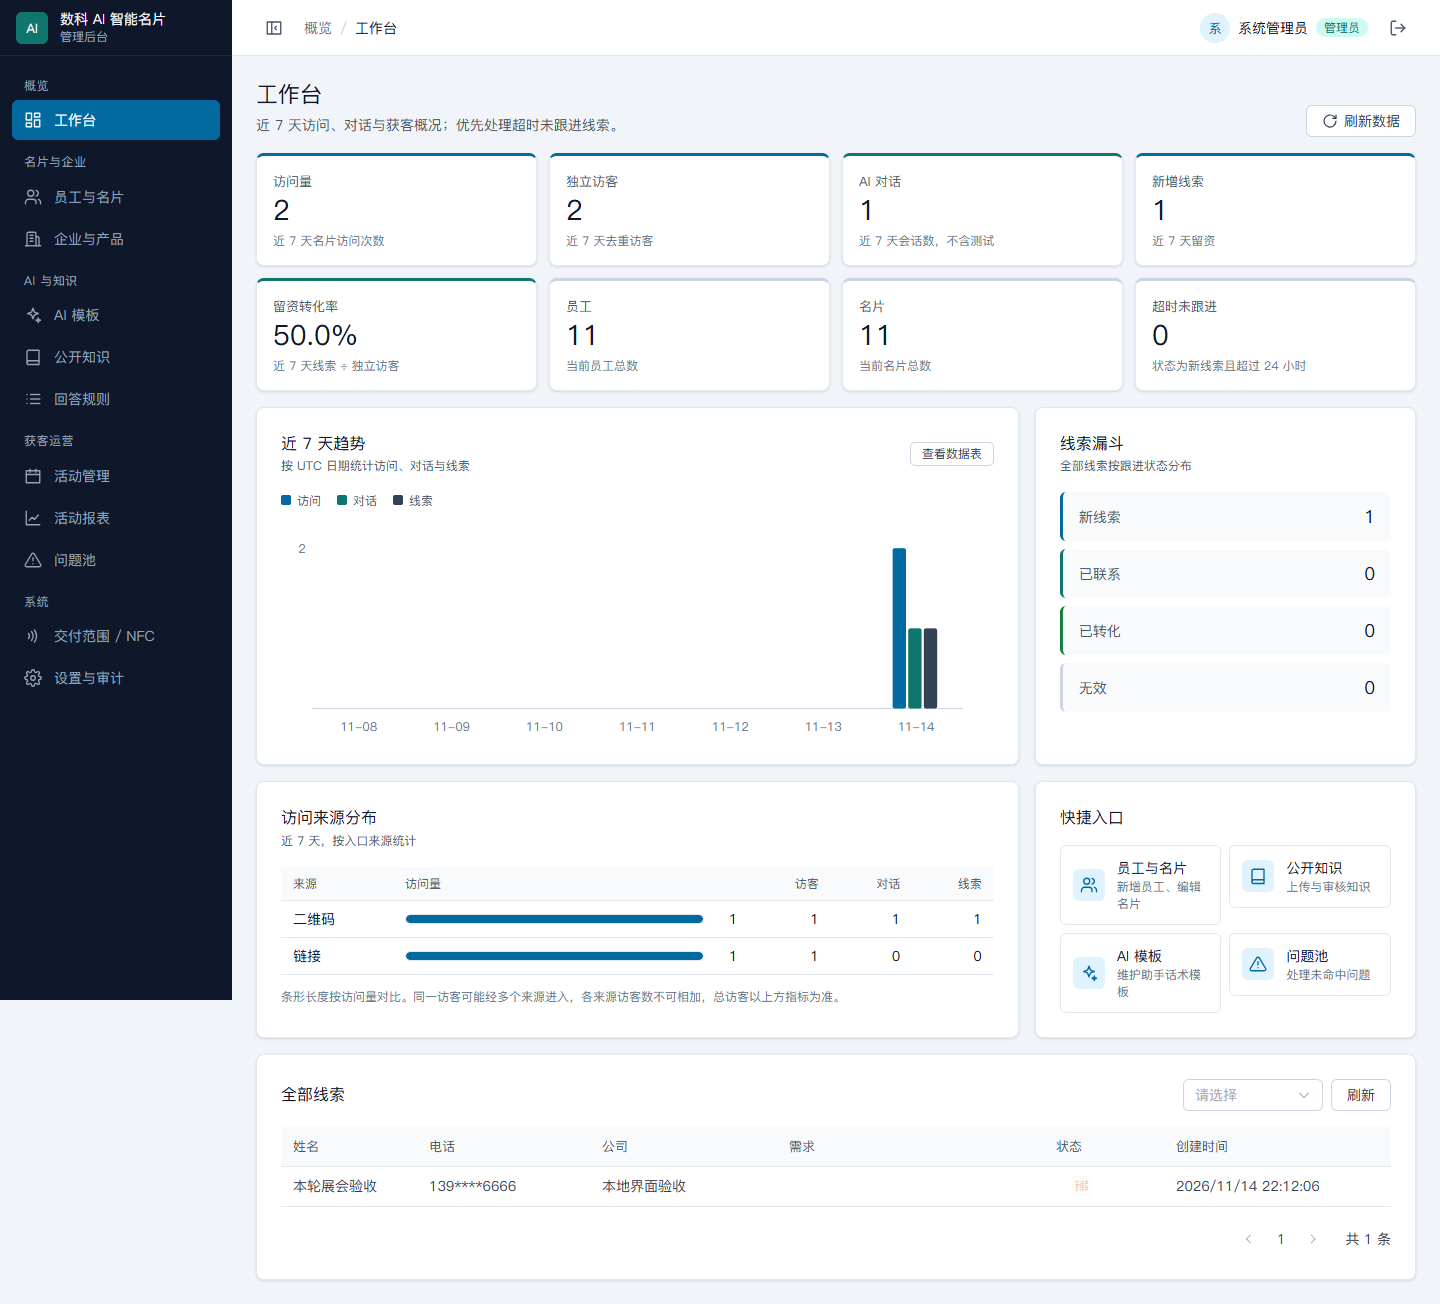 AI
数科 AI 智能名片
管理后台
概览
工作台
名片与企业
员工与名片
企业与产品
AI 与知识
AI 模板
公开知识
回答规则
获客运营
活动管理
活动报表
问题池
系统
交付范围 / NFC
设置与审计
概览 / 工作台
系 系统管理员 管理员
工作台
近 7 天访问、对话与获客概况；优先处理超时未跟进线索。
刷新数据
访问量
2
近 7 天名片访问次数
独立访客
2
近 7 天去重访客
AI 对话
1
近 7 天会话数，不含测试
新增线索
1
近 7 天留资
留资转化率
50.0%
近 7 天线索 ÷ 独立访客
员工
11
当前员工总数
名片
11
当前名片总数
超时未跟进
0
状态为新线索且超过 24 小时
近 7 天趋势
按 UTC 日期统计访问、对话与线索
查看数据表
访问 对话 线索
2
11-08 11-09 11-10 11-11 11-12 11-13 11-14
线索漏斗
全部线索按跟进状态分布
新线索 1
已联系 0
已转化 0
无效 0
访问来源分布
近 7 天，按入口来源统计
来源 访问量 访客 对话 线索
二维码 1 1 1 1
链接 1 1 0 0
条形长度按访问量对比。同一访客可能经多个来源进入，各来源访客数不可相加，总访客以上方指标为准。
快捷入口
员工与名片
新增员工、编辑
名片
公开知识
上传与审核知识
AI 模板
维护助手话术模
板
问题池
处理未命中问题
全部线索
请选择
刷新
姓名 电话 公司 需求 状态 创建时间
本轮展会验收 139****6666 本地界面验收 2026/11/14 22:12:06
1 共 1 条